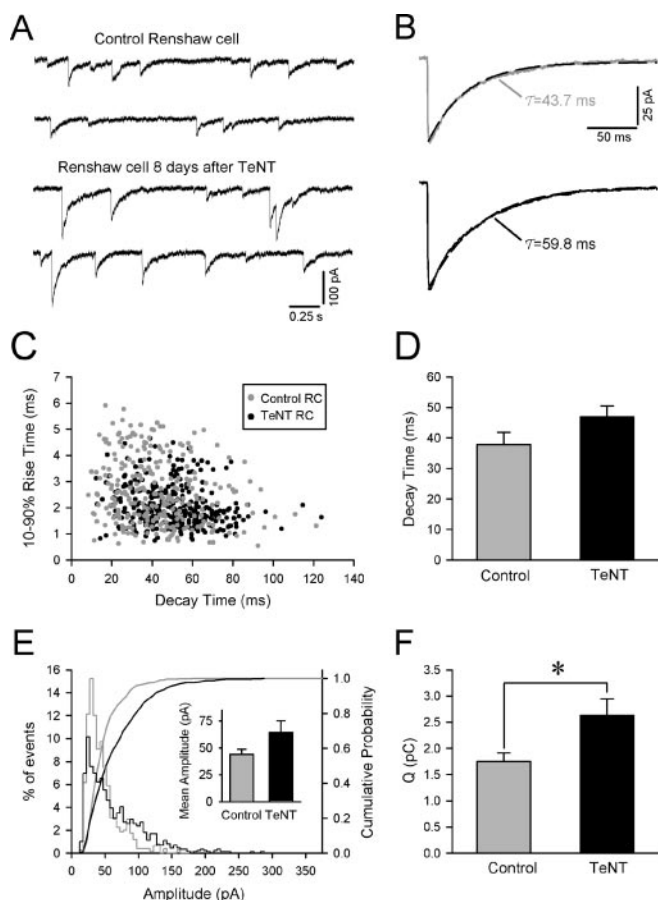 A
Control Renshaw cell
Renshaw cell 8 days after TeNT
100 pA
0.25 s
B
τ=43.7 ms
25 pA
50 ms
τ=59.8 ms
C
7
6
5
4
3
2
1
0
10-90% Rise Time (ms)
Control RC
TeNT RC
0 20 40 60 80 100 120 140
Decay Time (ms)
D
60
50
40
30
20
10
0
Decay Time (ms)
Control TeNT
E
16
14
12
10
8
6
4
2
0
% of events
1.0
0.8
0.6
0.4
0.2
0.0
Cumulative Probability
75
50
25
0
Mean Amplitude (pA)
Control TeNT
0 50 100 150 200 250 300 350
Amplitude (pA)
F
3.5
3.0
2.5
2.0
1.5
1.0
0.5
0.0
Q (pC)
*
Control TeNT